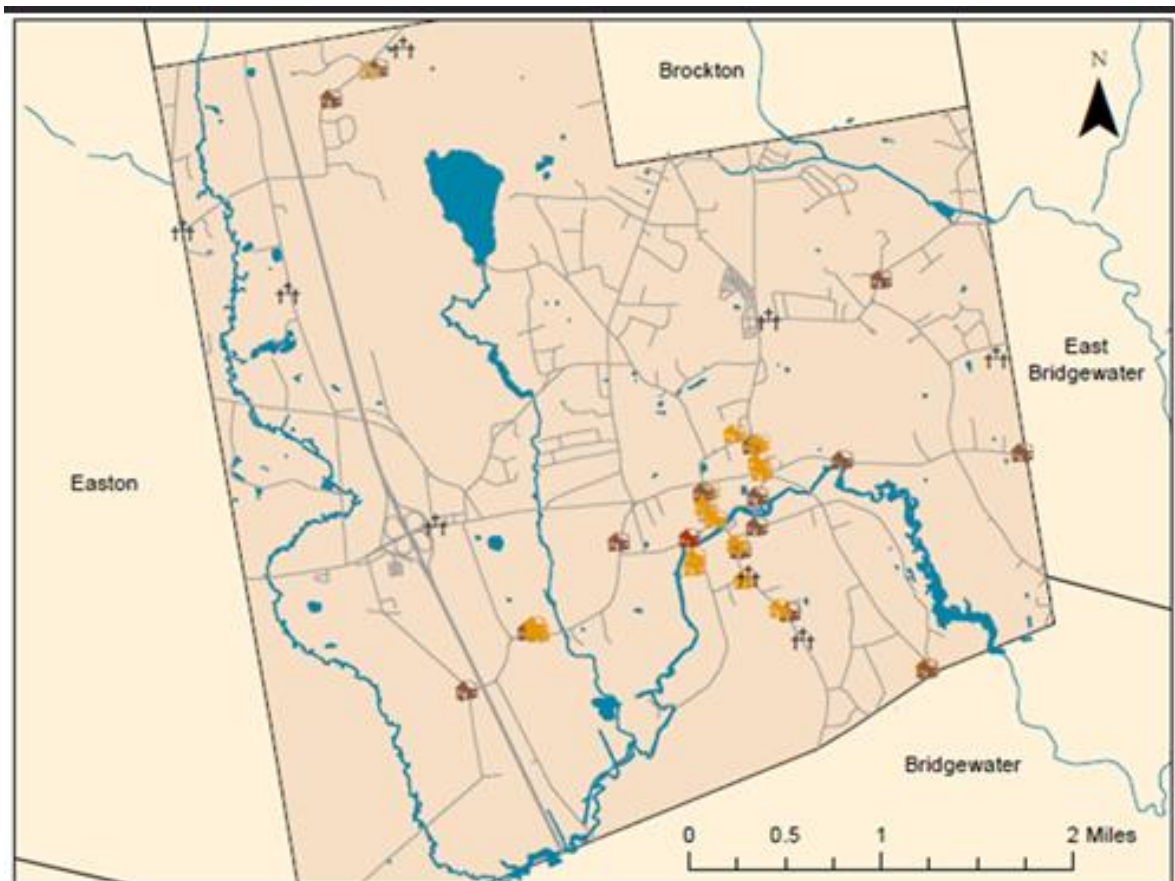 Brockton
N
East
Bridgewater
Easton
Bridgewater
0 0.5 1 2 Miles